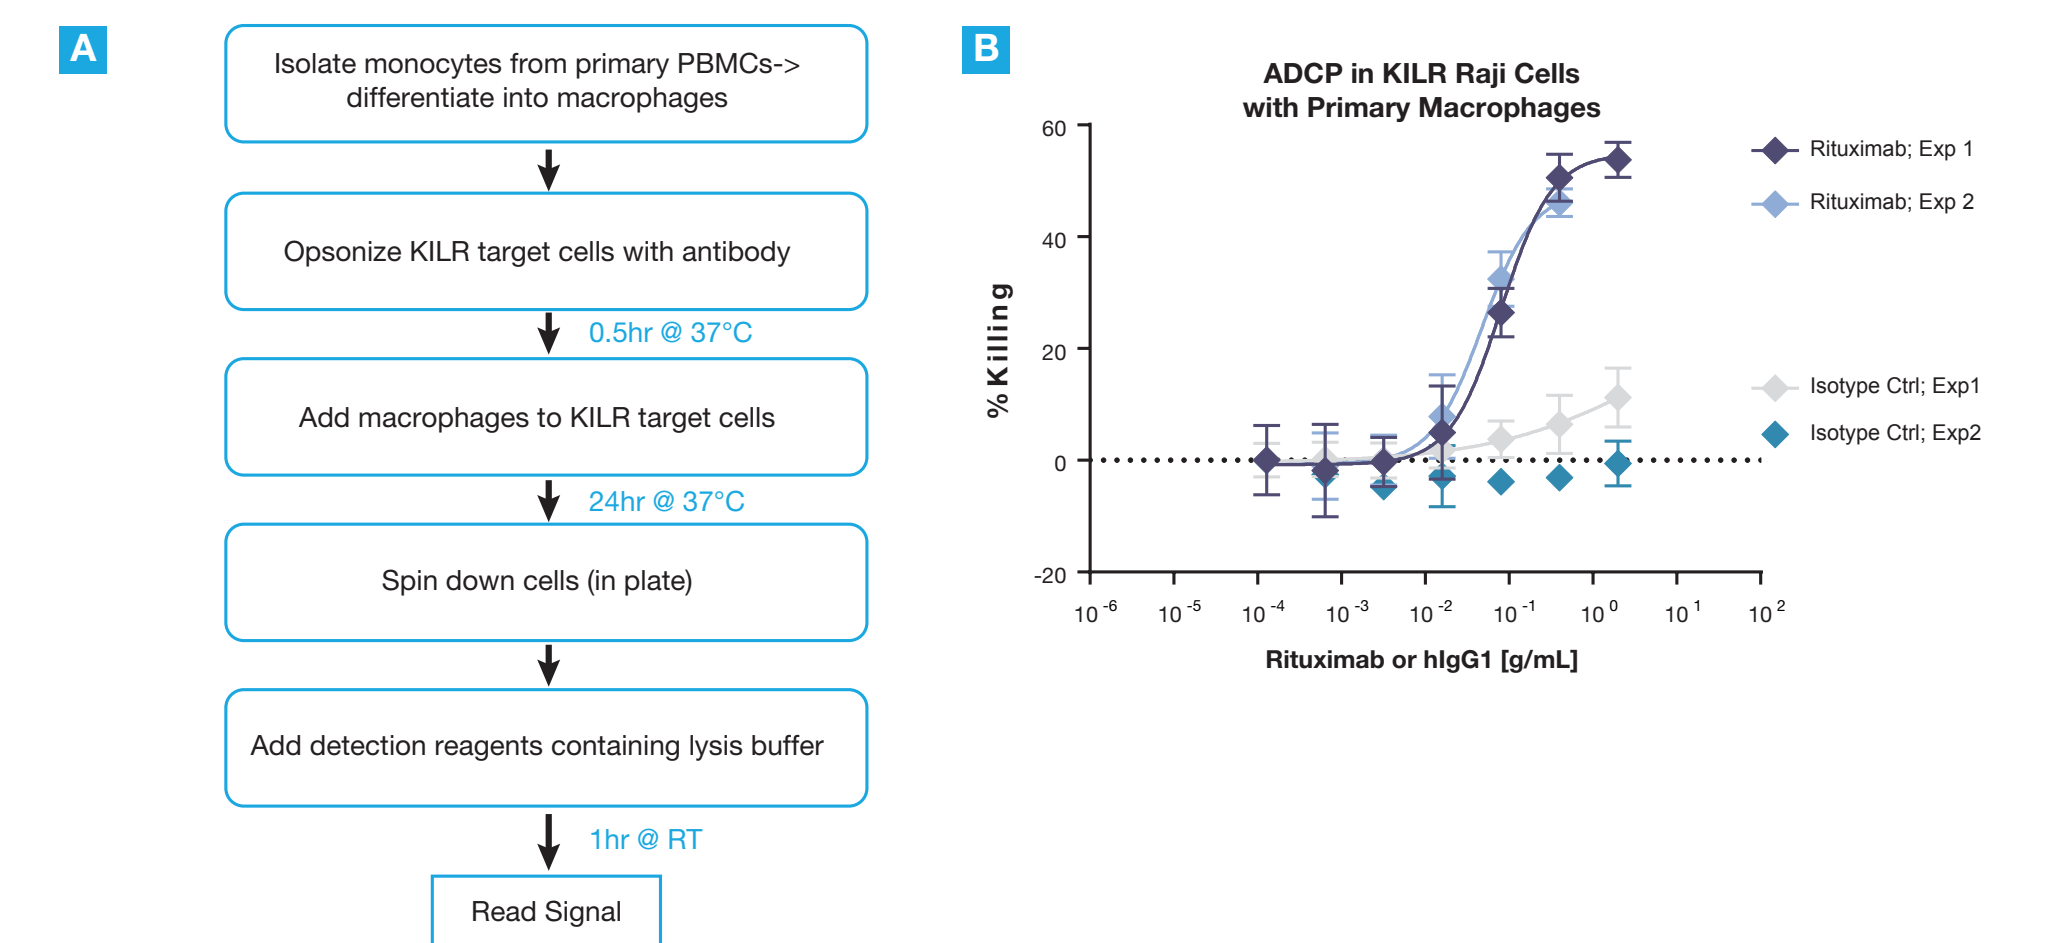 A
Isolate monocytes from primary PBMCs->
differentiate into macrophages
Opsonize KILR target cells with antibody
0.5hr @ 37°C
Add macrophages to KILR target cells
24hr @ 37°C
Spin down cells (in plate)
Add detection reagents containing lysis buffer
1hr @ RT
Read Signal
B
ADCP in KILR Raji Cells
with Primary Macrophages
% Killing
60
40
20
0
-20
10 -6 10 -5 10 -4 10 -3 10 -2 10 -1 10 0 10 1 10 2
Rituximab or hIgG1 [g/mL]
Rituximab; Exp 1
Rituximab; Exp 2
Isotype Ctrl; Exp1
Isotype Ctrl; Exp2